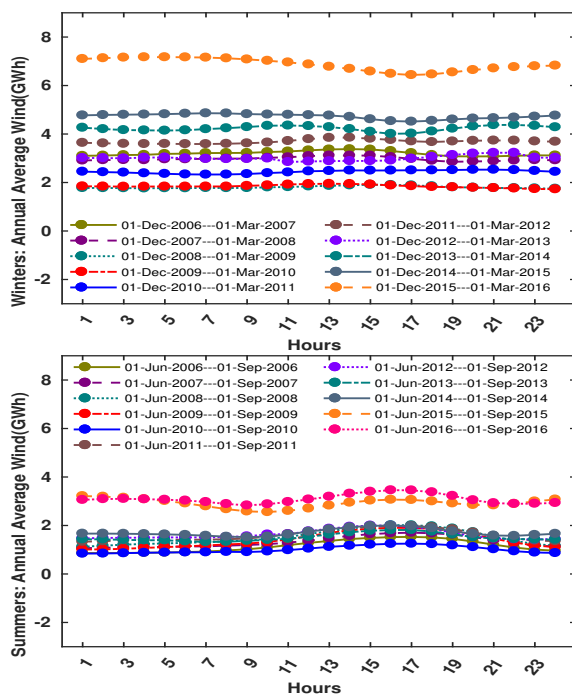 8
6
4
2
0
-2
Winters: Annual Average Wind(GWh)
01-Dec-2006---01-Mar-2007
01-Dec-2007---01-Mar-2008
01-Dec-2008---01-Mar-2009
01-Dec-2009---01-Mar-2010
01-Dec-2010---01-Mar-2011
01-Dec-2011---01-Mar-2012
01-Dec-2012---01-Mar-2013
01-Dec-2013---01-Mar-2014
01-Dec-2014---01-Mar-2015
01-Dec-2015---01-Mar-2016
1 3 5 7 9 11 13 15 17 19 21 23
Hours
8
6
4
2
0
-2
Summers: Annual Average Wind(GWh)
01-Jun-2006---01-Sep-2006
01-Jun-2007---01-Sep-2007
01-Jun-2008---01-Sep-2008
01-Jun-2009---01-Sep-2009
01-Jun-2010---01-Sep-2010
01-Jun-2011---01-Sep-2011
01-Jun-2012---01-Sep-2012
01-Jun-2013---01-Sep-2013
01-Jun-2014---01-Sep-2014
01-Jun-2015---01-Sep-2015
01-Jun-2016---01-Sep-2016
1 3 5 7 9 11 13 15 17 19 21 23
Hours